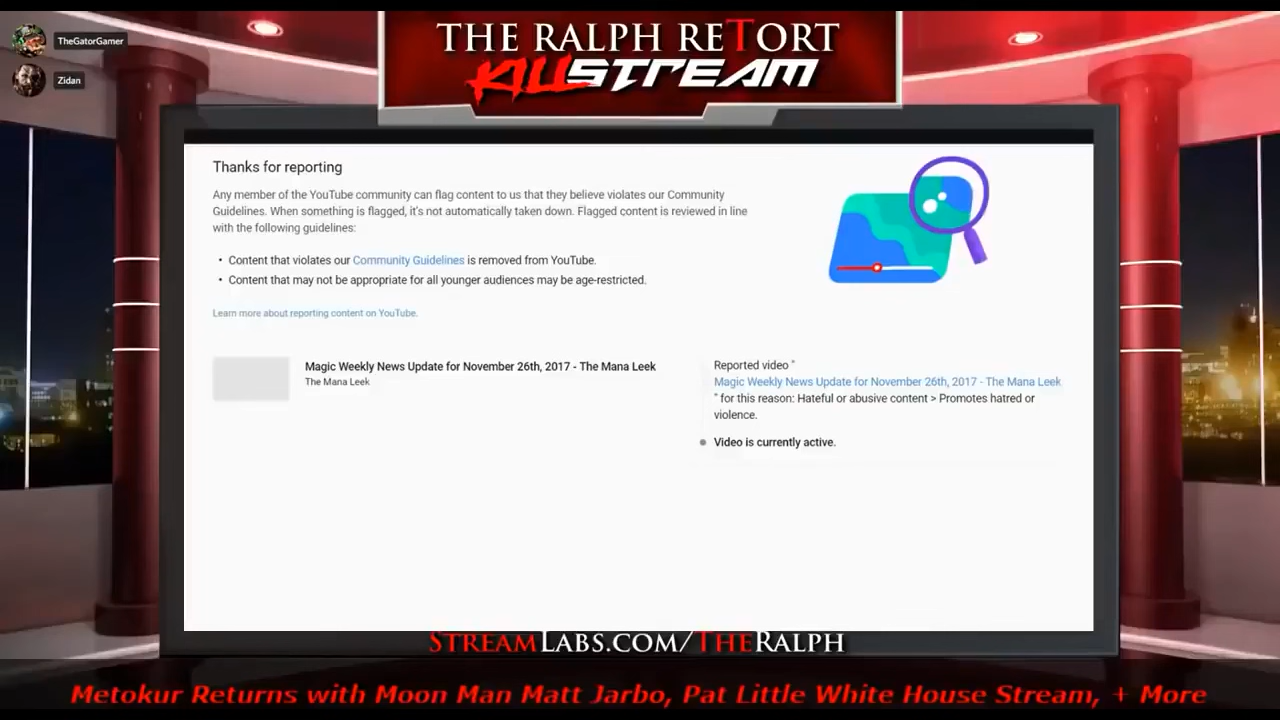 TheGatorGamer
Zidan
THE RALPH RETORT
KILLSTREAM
Thanks for reporting
Any member of the YouTube community can flag content to us that they believe violates our Community
Guidelines. When something is flagged, it's not automatically taken down. Flagged content is reviewed in line
with the following guidelines:
• Content that violates our Community Guidelines is removed from YouTube.
• Content that may not be appropriate for all younger audiences may be age-restricted.
Learn more about reporting content on YouTube.
Magic Weekly News Update for November 26th, 2017 - The Mana Leek
The Mana Leek
Reported video "
Magic Weekly News Update for November 26th, 2017 - The Mana Leek
" for this reason: Hateful or abusive content > Promotes hatred or
violence.
Video is currently active.
STREAMLABS.COM/THERALPH
Metokur Returns with Moon Man Matt Jarbo, Pat Little White House Stream, + More